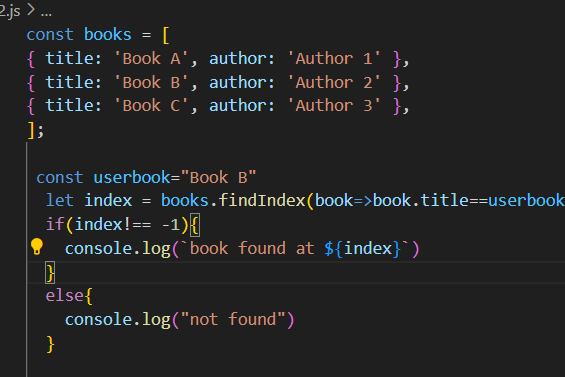 2.js > ...
const books = [
{ title: 'Book A', author: 'Author 1' },
{ title: 'Book B', author: 'Author 2' },
{ title: 'Book C', author: 'Author 3' },
];
const userbook="Book B"
let index = books.findIndex(book=>book.title==userbook
if(index!== -1){
console.log(`book found at ${index}`)
}
else{
console.log("not found")
}